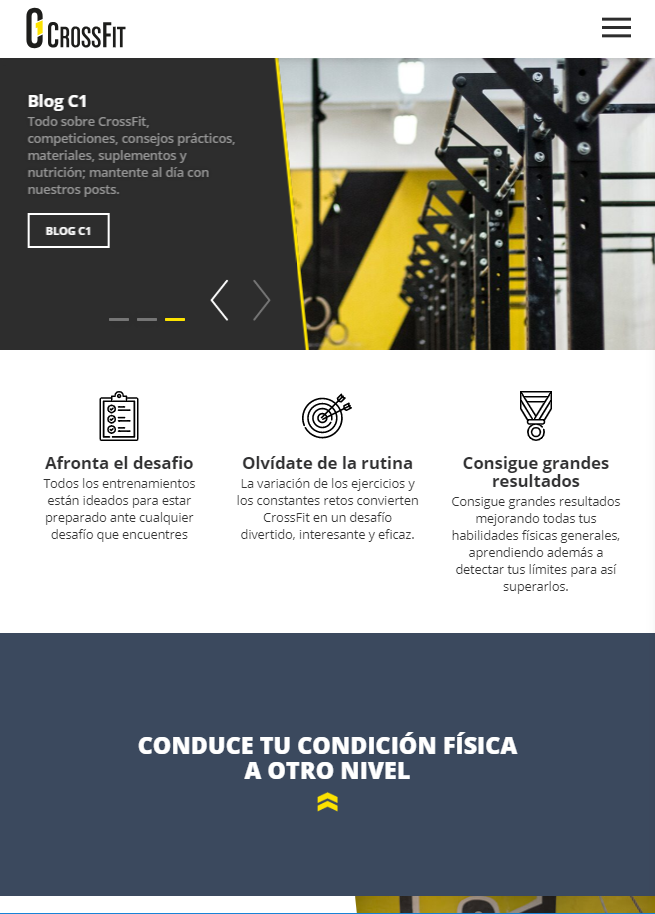 C1 CROSSFIT
Blog C1
Todo sobre CrossFit,
competiciones, consejos prácticos,
materiales, suplementos y
nutrición; mantente al día con
nuestros posts.
BLOG C1
Afronta el desafio
Todos los entrenamientos
están ideados para estar
preparado ante cualquier
desafío que encuentres
Olvídate de la rutina
La variación de los ejercicios y
los constantes retos convierten
CrossFit en un desafío
divertido, interesante y eficaz.
Consigue grandes
resultados
Consigue grandes resultados
mejorando todas tus
habilidades físicas generales,
aprendiendo además a
detectar tus límites para así
superarlos.
CONDUCE TU CONDICIÓN FÍSICA
A OTRO NIVEL